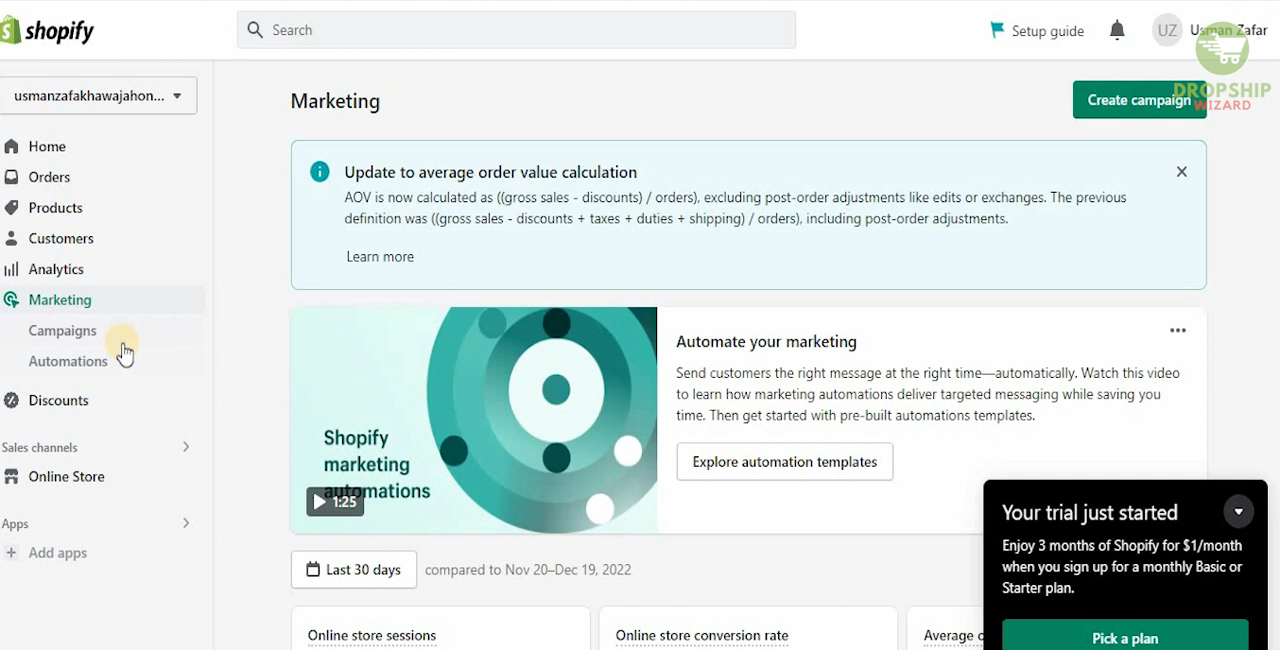 shopify
Search
Setup guide
UZ
Usman Zafar
DROPSHIP
WIZARD
usmanzafakhawajahon...
Marketing
Create campaign
Home
Orders
Products
Customers
Analytics
Marketing
Campaigns
Automations
Discounts
Sales channels
Online Store
Apps
Add apps
Update to average order value calculation
AOV is now calculated as ((gross sales - discounts) / orders), excluding post-order adjustments like edits or exchanges. The previous
definition was ((gross sales - discounts + taxes + duties + shipping) / orders), including post-order adjustments.
Learn more
Shopify
marketing
automations
1:25
Automate your marketing
Send customers the right message at the right time—automatically. Watch this video
to learn how marketing automations deliver targeted messaging while saving you
time. Then get started with pre-built automations templates.
Explore automation templates
Last 30 days
compared to Nov 20–Dec 19, 2022
Online store sessions
Online store conversion rate
Average
Your trial just started
Enjoy 3 months of Shopify for $1/month
when you sign up for a monthly Basic or
Starter plan.
Pick a plan